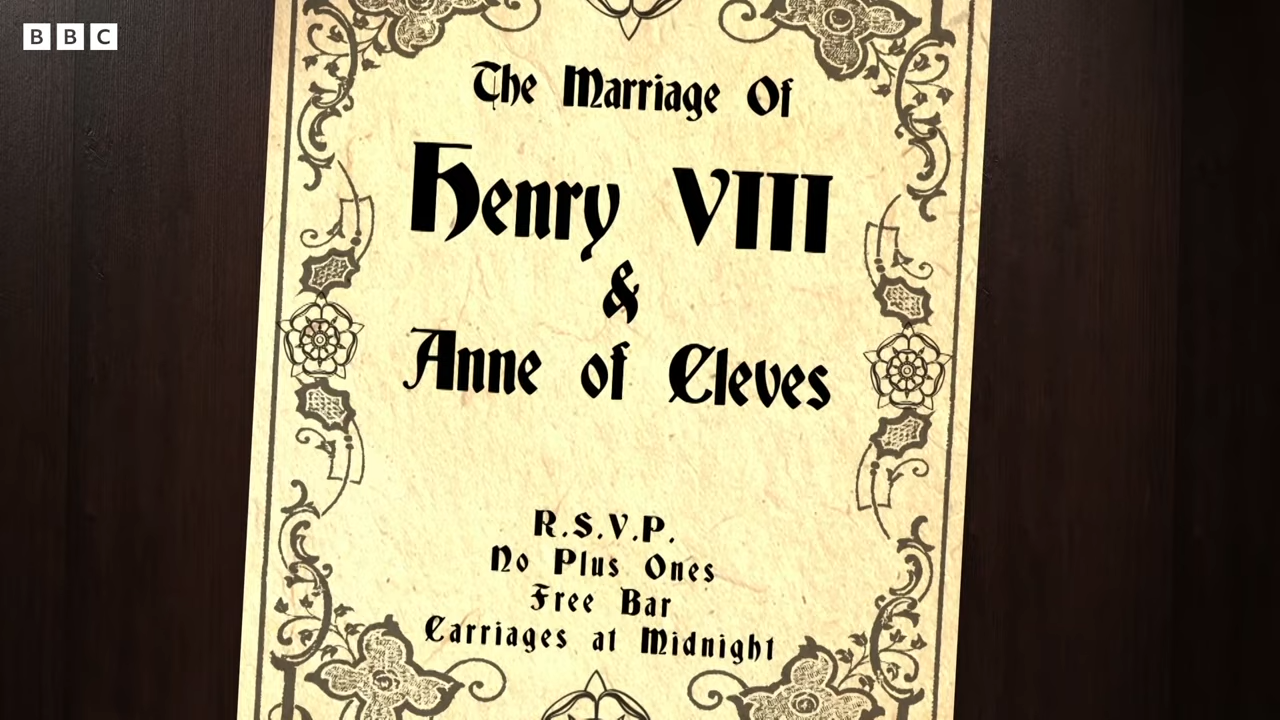 BBC
The Marriage Of
Henry VIII
&
Anne of Cleves
R.S.V.P.
No Plus Ones
Free Bar
Carriages at Midnight